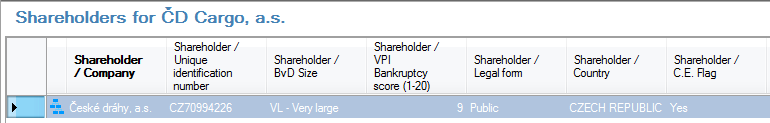 Shareholders for ČD Cargo, a.s.
Shareholder / Company	Shareholder / Unique identification number	Shareholder / BvD Size	Shareholder / VPI Bankruptcy score (1-20)	Shareholder / Legal form	Shareholder / Country	Shareholder / C.E. Flag
České dráhy, a.s.	CZ70994226	VL - Very large	9	Public	CZECH REPUBLIC	Yes